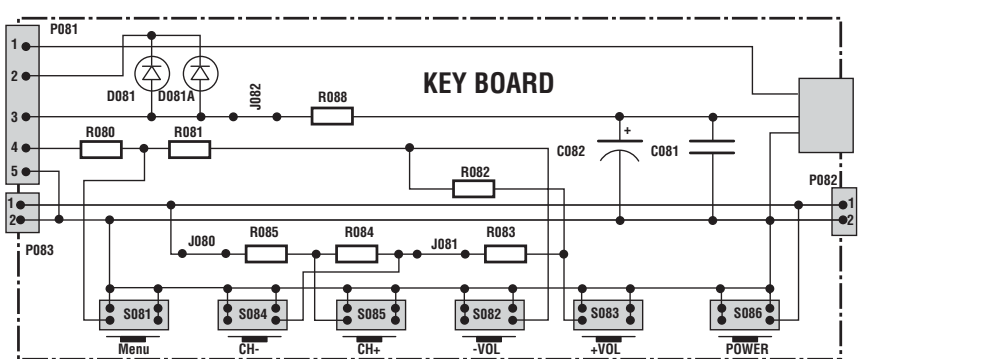 P081
1
KEY BOARD
2
D081 D081A
J082
R088
3
R080 R081
+
4
C082 C081
5
R082
P082
1 1
2 2
P083
J080 R085 R084 J081 R083
S081 S084 S085 S082 S083 S086
Menu CH- CH+ -VOL +VOL POWER